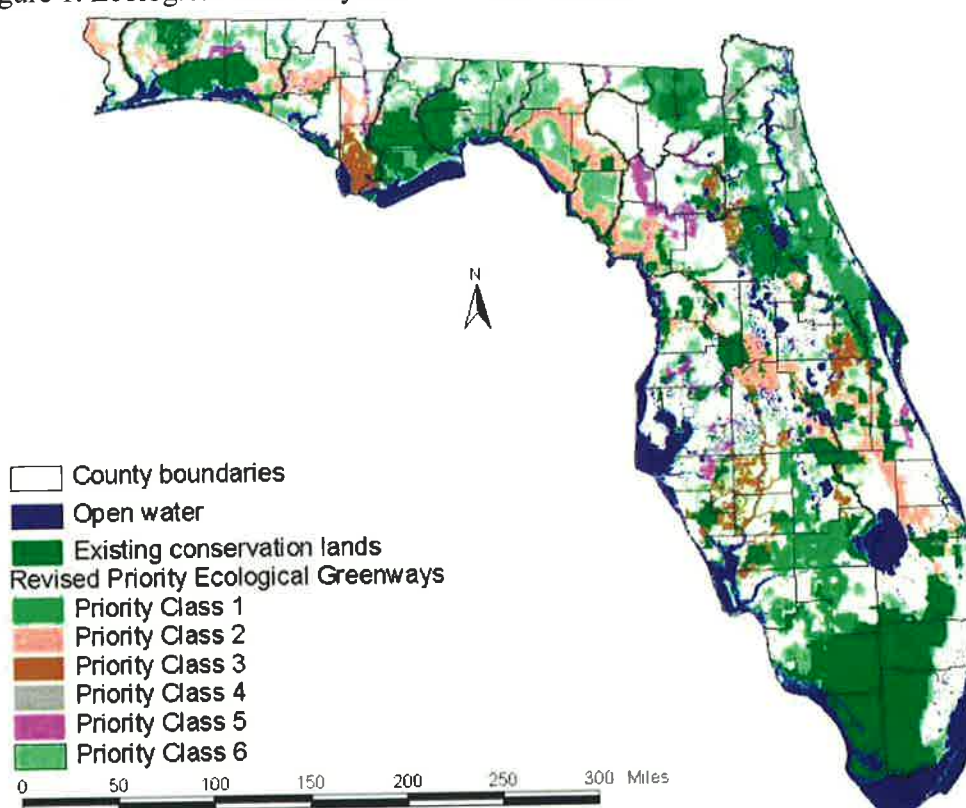 N
County boundaries
Open water
Existing conservation lands
Revised Priority Ecological Greenways
Priority Class 1
Priority Class 2
Priority Class 3
Priority Class 4
Priority Class 5
Priority Class 6
0 50 100 150 200 250 300 Miles